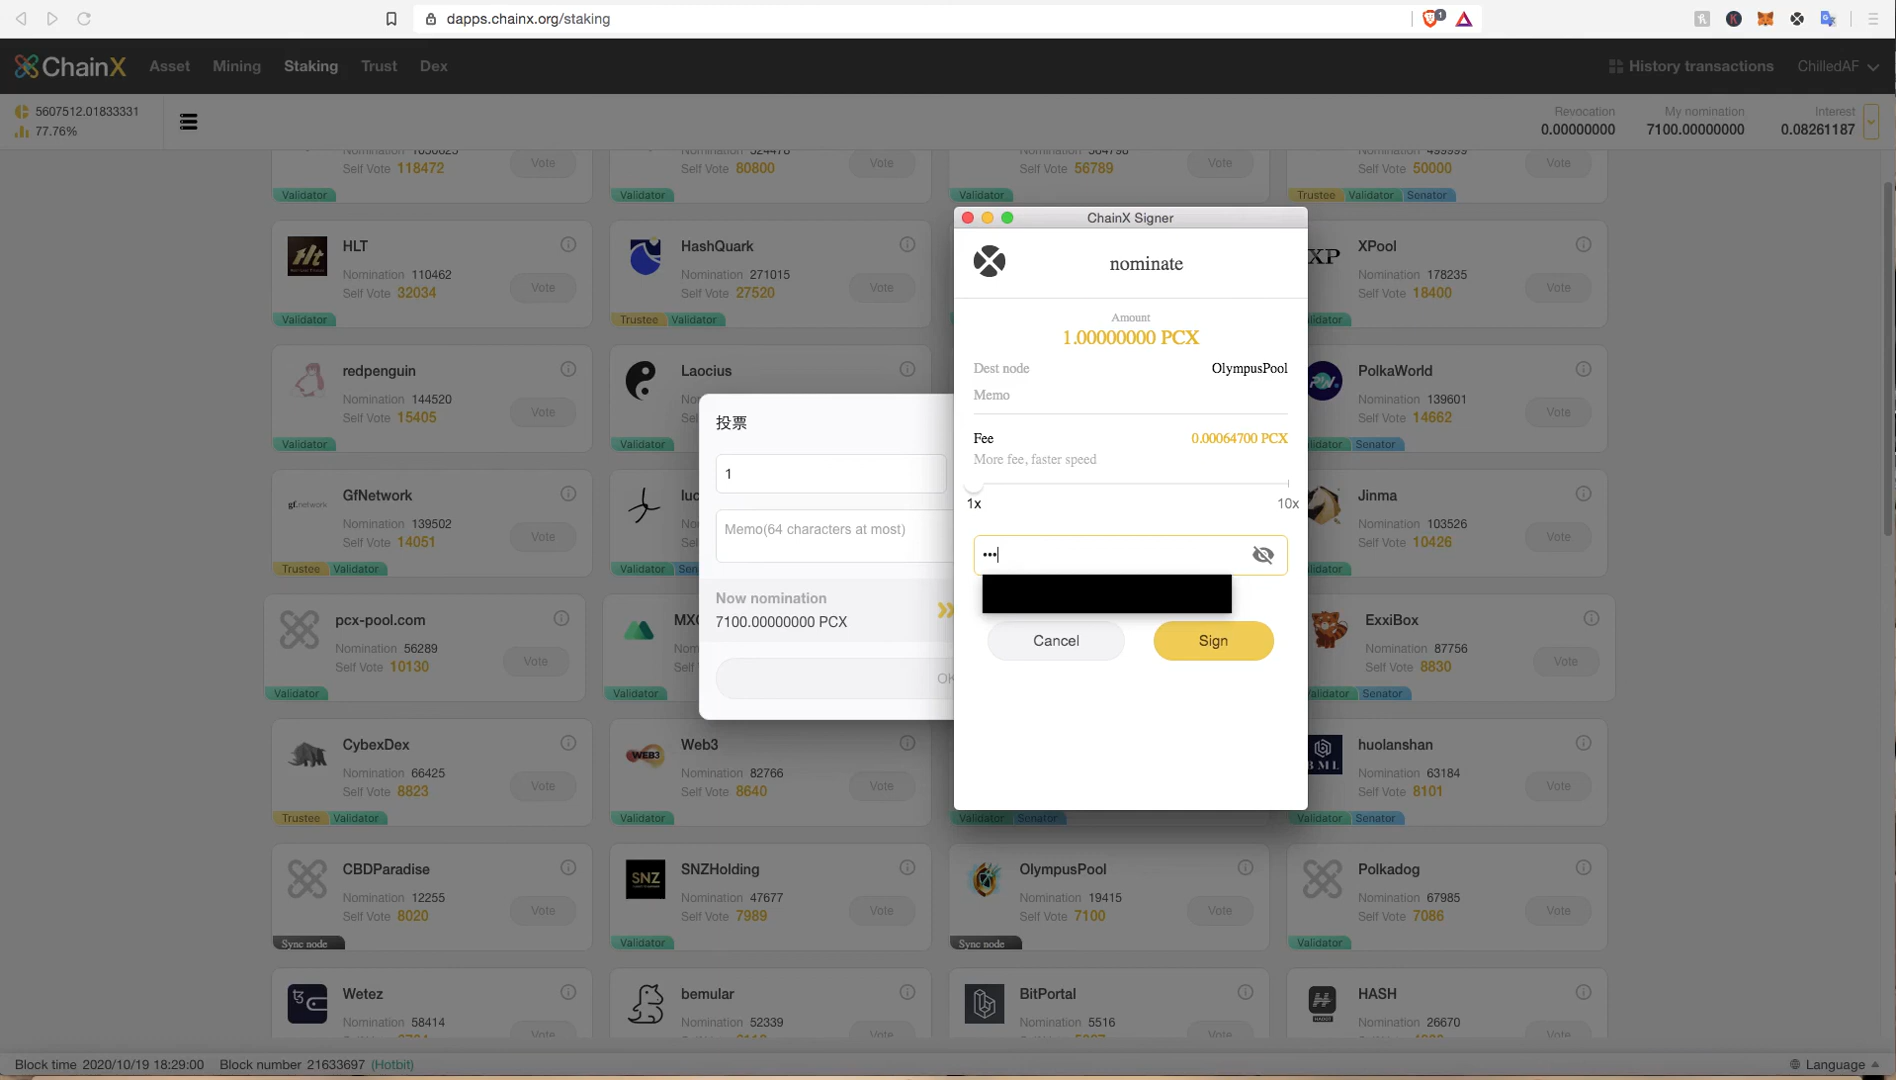 dapps.chainx.org/staking
1
ChainX Asset Mining Staking Trust Dex
History transactions ChilledAF
5607512.01833331
77.76%
Revocation
0.00000000
My nomination
7100.00000000
Interest
0.08261187
Self Vote 118472 Vote
Validator
Self Vote 80800 Vote
Validator
Self Vote 56789 Vote
Validator
Self Vote 50000 Vote
Trustee Validator Senator
HLT
Nomination 110462
Self Vote 32034 Vote
Validator
HashQuark
Nomination 271015
Self Vote 27520 Vote
Trustee Validator
XPool
Nomination 178235
Self Vote 18400 Vote
redpenguin
Nomination 144520
Self Vote 15405 Vote
Validator
Laocius
Validator
PolkaWorld
Nomination 139601
Self Vote 14662 Vote
Senator
GfNetwork
gf.network
Nomination 139502
Self Vote 14051 Vote
Trustee Validator
Validator
Jinma
Nomination 103526
Self Vote 10426 Vote
pcx-pool.com
Nomination 56289
Self Vote 10130 Vote
Validator
Validator
ExxiBox
Nomination 87756
Self Vote 8830 Vote
Senator
CybexDex
Nomination 66425
Self Vote 8823 Vote
Trustee Validator
Web3
WEB3
Nomination 82766
Self Vote 8640 Vote
Validator
Validator Senator
huolanshan
Nomination 63184
Self Vote 8101 Vote
Validator Senator
CBDParadise
Nomination 12255
Self Vote 8020 Vote
Sync node
SNZHolding
SNZ
Nomination 47677
Self Vote 7989 Vote
Validator
OlympusPool
Nomination 19415
Self Vote 7100 Vote
Sync node
Polkadog
Nomination 67985
Self Vote 7086 Vote
Validator
Wetez
Nomination 58414
bemular
Nomination 52339
BitPortal
Nomination 5516
HASH
Nomination 26670
投票
1
Memo(64 characters at most)
Now nomination
7100.00000000 PCX
ChainX Signer
nominate
Amount
1.00000000 PCX
Dest node OlympusPool
Memo
Fee 0.00064700 PCX
More fee, faster speed
1x 10x
Cancel Sign
Block time 2020/10/19 18:29:00 Block number 21633697 (Hotbit)
Language